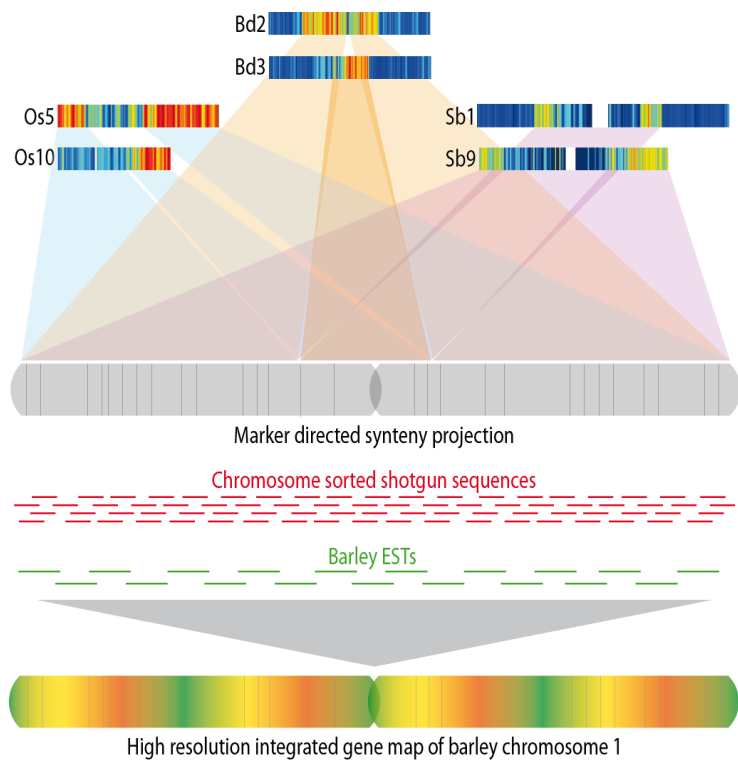 Bd2
Bd3
Os5
Os10
Sb1
Sb9
Marker directed synteny projection
Chromosome sorted shotgun sequences
Barley ESTs
High resolution integrated gene map of barley chromosome 1